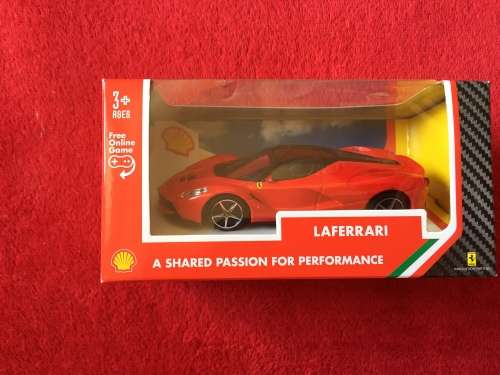 3+
AGES
Free
Online
Game
LAFERRARI
A SHARED PASSION FOR PERFORMANCE